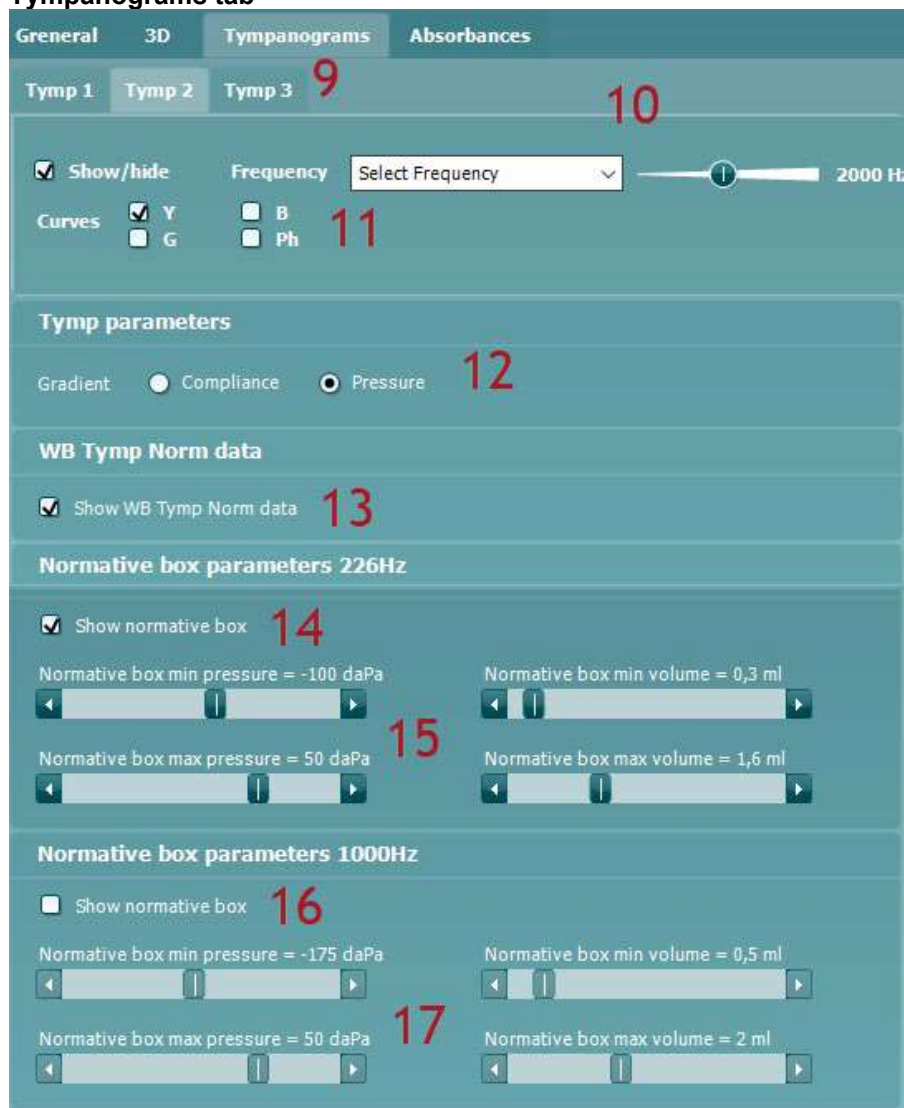 Tympanograms tab
Greneral 3D Tympanograms Absorbances
Tymp 1 Tymp 2 Tymp 3 9
10
Show/hide Frequency Select Frequency 2000 Hz
Curves Y B 11
G Ph
Tymp parameters
Gradient Compliance Pressure 12
WB Tymp Norm data
Show WB Tymp Norm data 13
Normative box parameters 226Hz
Show normative box 14
Normative box min pressure = -100 daPa Normative box min volume = 0,3 ml
15
Normative box max pressure = 50 daPa Normative box max volume = 1,6 ml
Normative box parameters 1000Hz
Show normative box 16
Normative box min pressure = -175 daPa Normative box min volume = 0,5 ml
17
Normative box max pressure = 50 daPa Normative box max volume = 2 ml